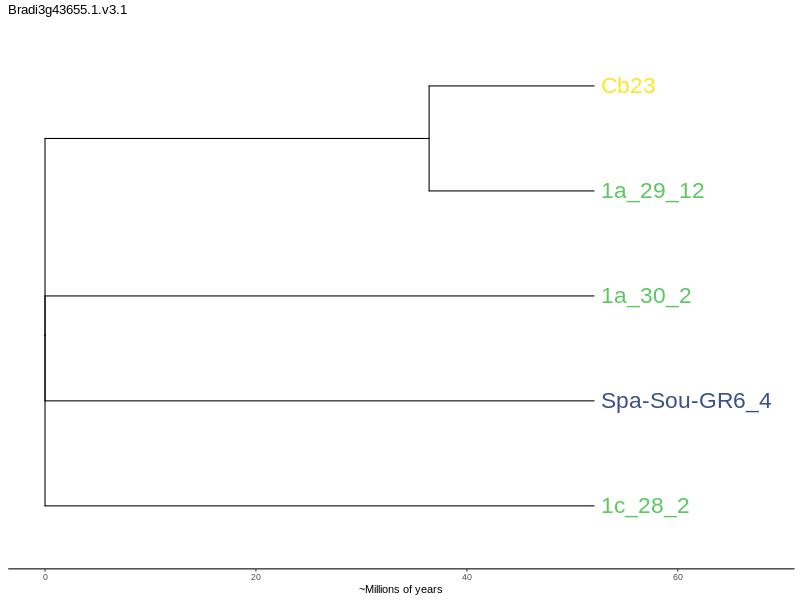 Bradi3g43655.1.v3.1
Cb23
1a_29_12
1a_30_2
Spa-Sou-GR6_4
1c_28_2
0 20 40 60
~Millions of years